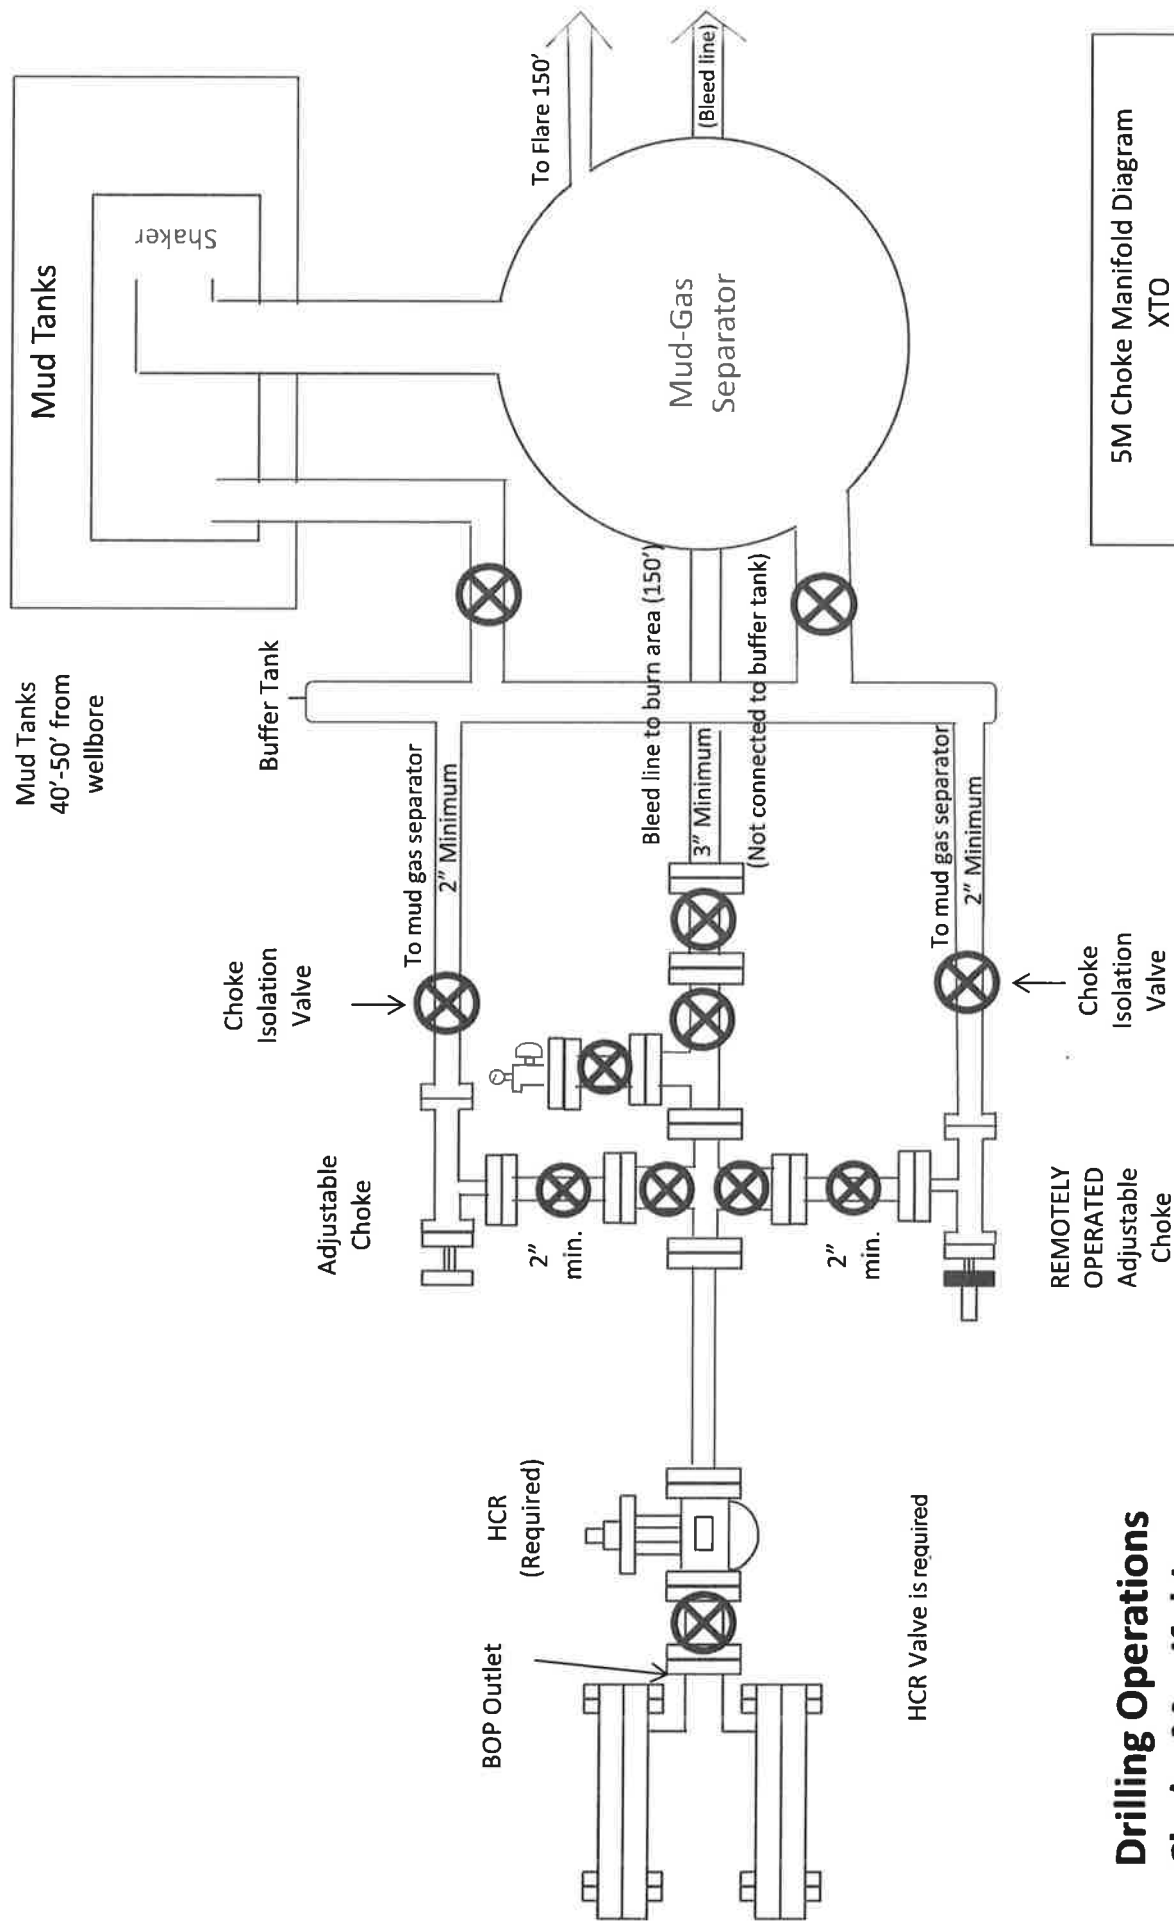 Mud Tanks
40'-50' from
wellbore
Mud Tanks
Shaker
Buffer Tank
To Flare 150'
(Bleed line)
Mud-Gas
Separator
Choke
Isolation
Valve
To mud gas separator
2" Minimum
Bleed line to burn area (150')
3" Minimum
(Not connected to buffer tank)
To mud gas separator
2" Minimum
Choke
Isolation
Valve
Adjustable
Choke
2"
min.
2"
min.
REMOTELY
OPERATED
Adjustable
Choke
HCR
(Required)
BOP Outlet
HCR Valve is required
5M Choke Manifold Diagram
XTO
Drilling Operations